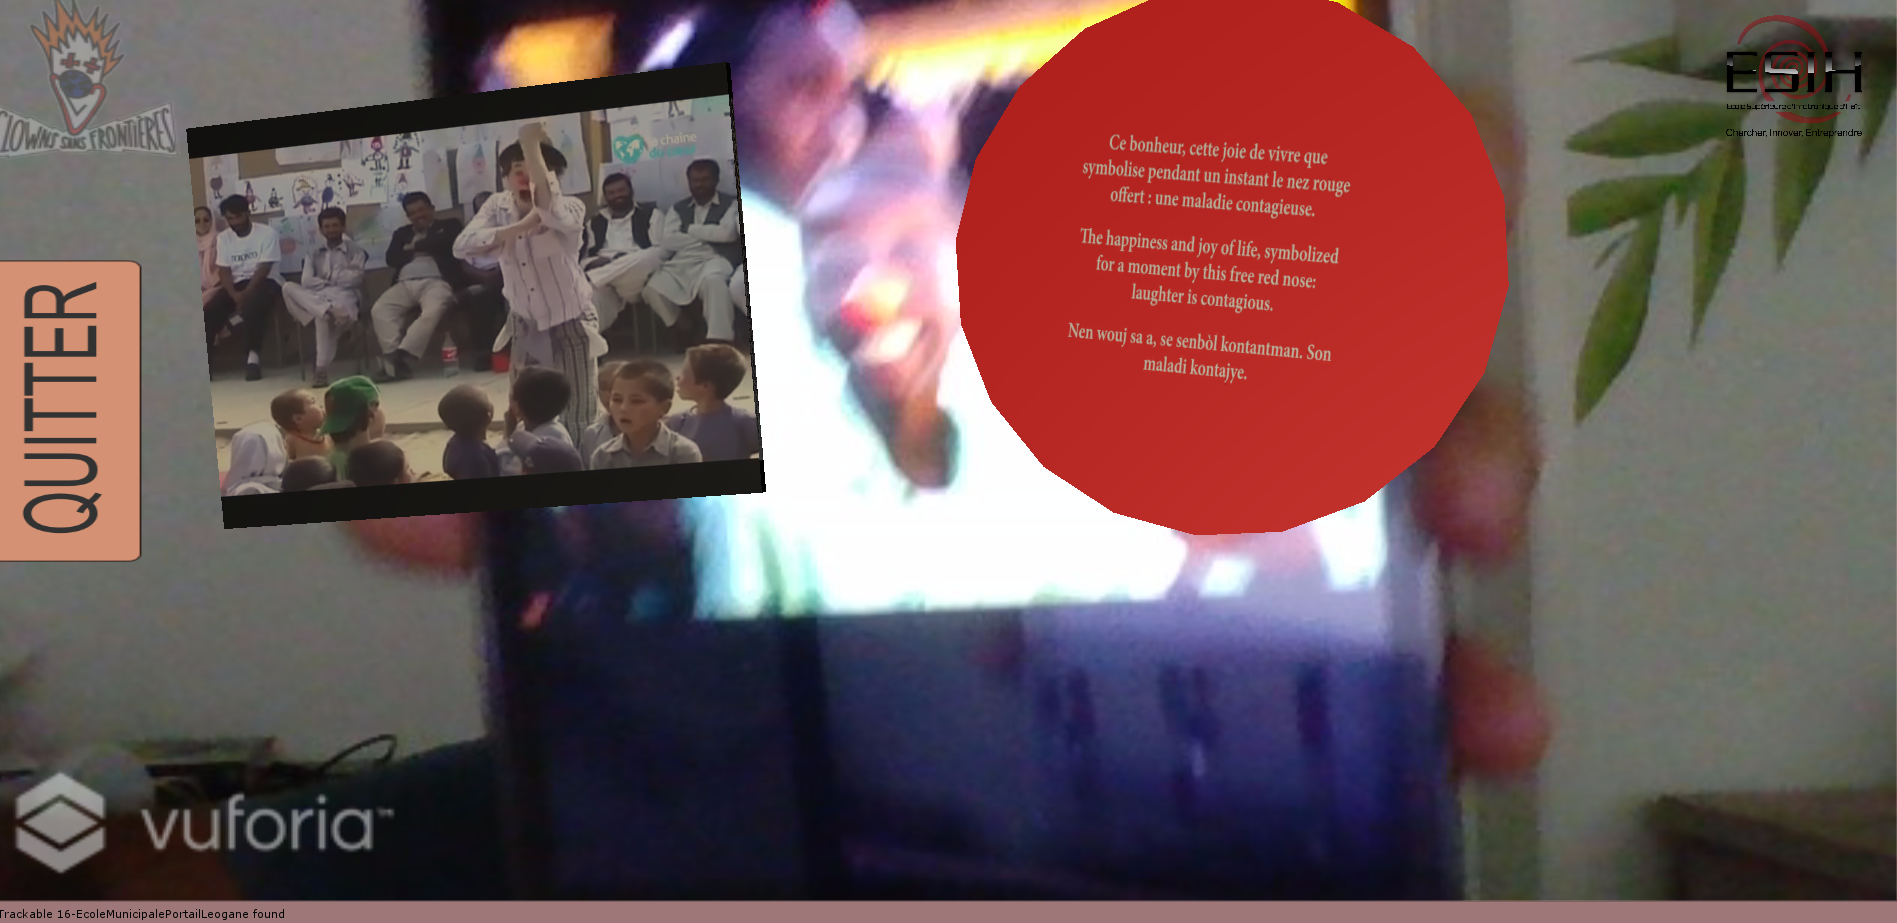 CLOWNS SANS FRONTIÈRES
ESIH
Chercher, Innover, Entreprendre
la chaine
Ce bonheur, cette joie de vivre que
symbolise pendant un instant le nez rouge
offert : une maladie contagieuse.
The happiness and joy of life, symbolized
for a moment by this free red nose:
laughter is contagious.
Nen wouj sa a, se senbòl kontantman. Son
maladi kontajye.
QUITTER
vuforia™
Trackable 16-EcoleMunicipalePortailLeogane found